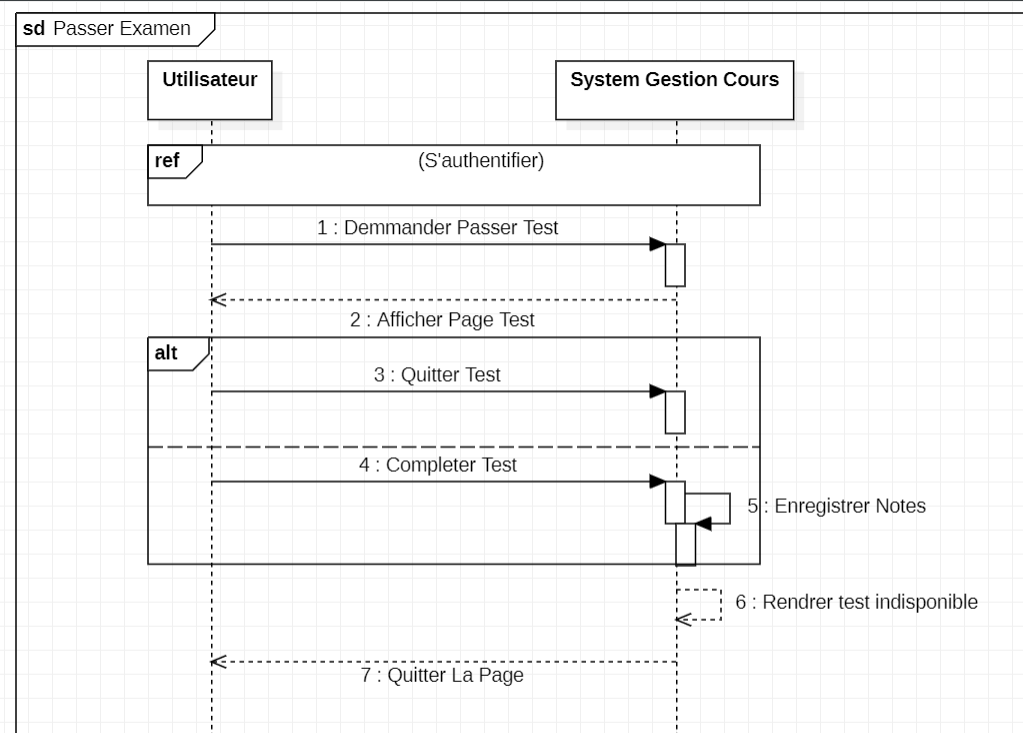 sd Passer Examen
Utilisateur
System Gestion Cours
ref
(S'authentifier)
1 : Demmander Passer Test
2 : Afficher Page Test
alt
3 : Quitter Test
4 : Completer Test
5 : Enregistrer Notes
6 : Rendrer test indisponible
7 : Quitter La Page